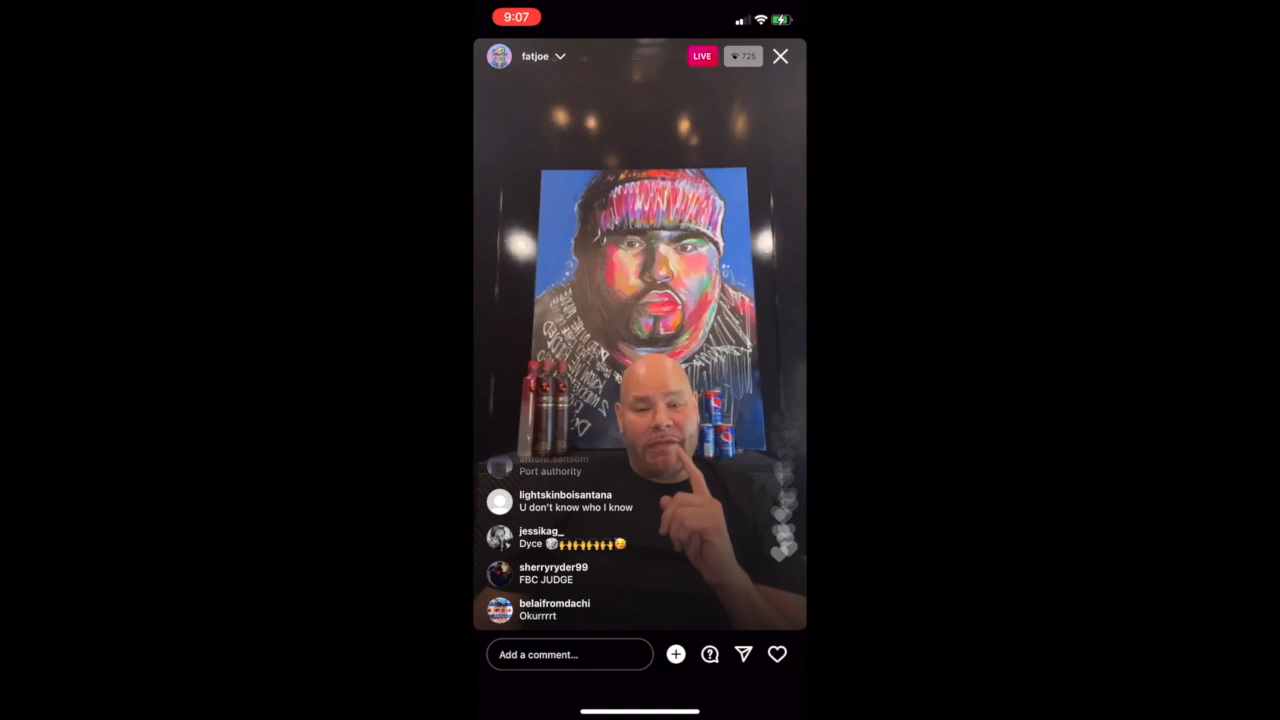 9:07
fatjoe
LIVE
725
antoni.sansom
Port authority
lightskinboisantana
U don't know who I know
jessikag_
Dyce 🎲🙌🙌🙌🙌🙌🥳
sherryryder99
FBC JUDGE
belaifromdachi
Okurrrrt
Add a comment...